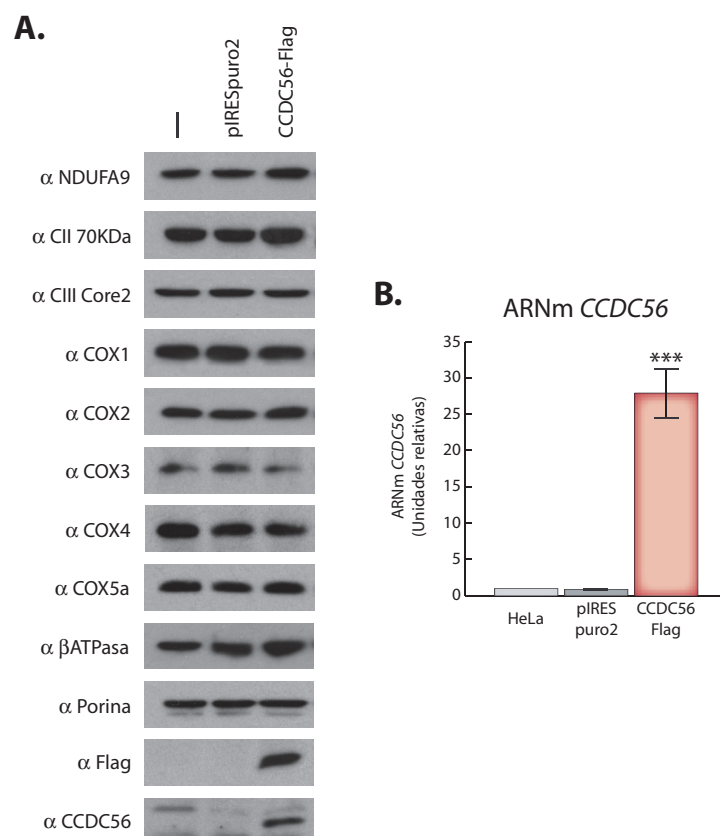 A.
—
pIRESpuro2
CCDC56-Flag
α NDUFA9
α CII 70KDa
α CIII Core2
α COX1
α COX2
α COX3
α COX4
α COX5a
α βATPasa
α Porina
α Flag
α CCDC56
B.
ARNm CCDC56
ARNm CCDC56
(Unidades relativas)
35
30
25
20
15
10
5
0
***
HeLa
pIRES
puro2
CCDC56
Flag